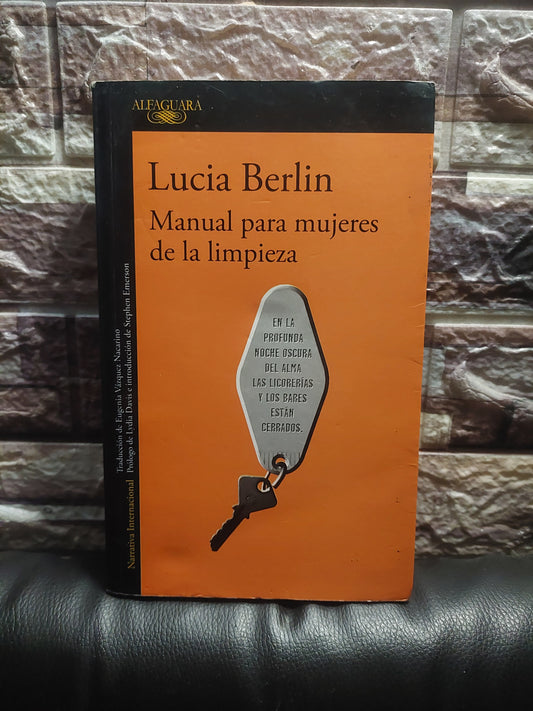 ALFAGUARA
Lucia Berlin
Manual para mujeres
de la limpieza
EN LA
PROFUNDA
NOCHE OSCURA
DEL ALMA
LAS LICORERÍAS
Y LOS BARES
ESTÁN
CERRADOS.
Traducción de Eugenia Vázquez Nacarino
Prólogo de Lydia Davis e introducción de Stephen Emerson
Narrativa Internacional